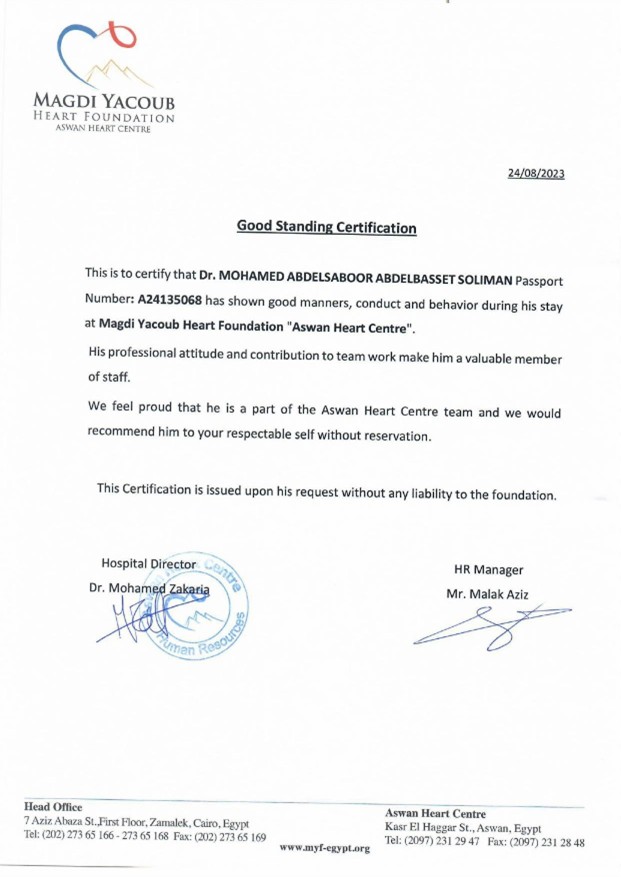 MAGDI YACOUB
HEART FOUNDATION
ASWAN HEART CENTRE
24/08/2023
Good Standing Certification
This is to certify that Dr. MOHAMED ABDELSABOOR ABDELBASSET SOLIMAN Passport
Number: A24135068 has shown good manners, conduct and behavior during his stay
at Magdi Yacoub Heart Foundation "Aswan Heart Centre".
His professional attitude and contribution to team work make him a valuable member
of staff.
We feel proud that he is a part of the Aswan Heart Centre team and we would
recommend him to your respectable self without reservation.
This Certification is issued upon his request without any liability to the foundation.
Hospital Director
Dr. Mohamed Zakaria
Centre
Human Resources
HR Manager
Mr. Malak Aziz
Head Office
7 Aziz Abaza St.,First Floor, Zamalek, Cairo, Egypt
Tel: (202) 273 65 166 - 273 65 168 Fax: (202) 273 65 169
www.myf-egypt.org
Aswan Heart Centre
Kasr El Haggar St., Aswan, Egypt
Tel: (2097) 231 29 47 Fax: (2097) 231 28 48